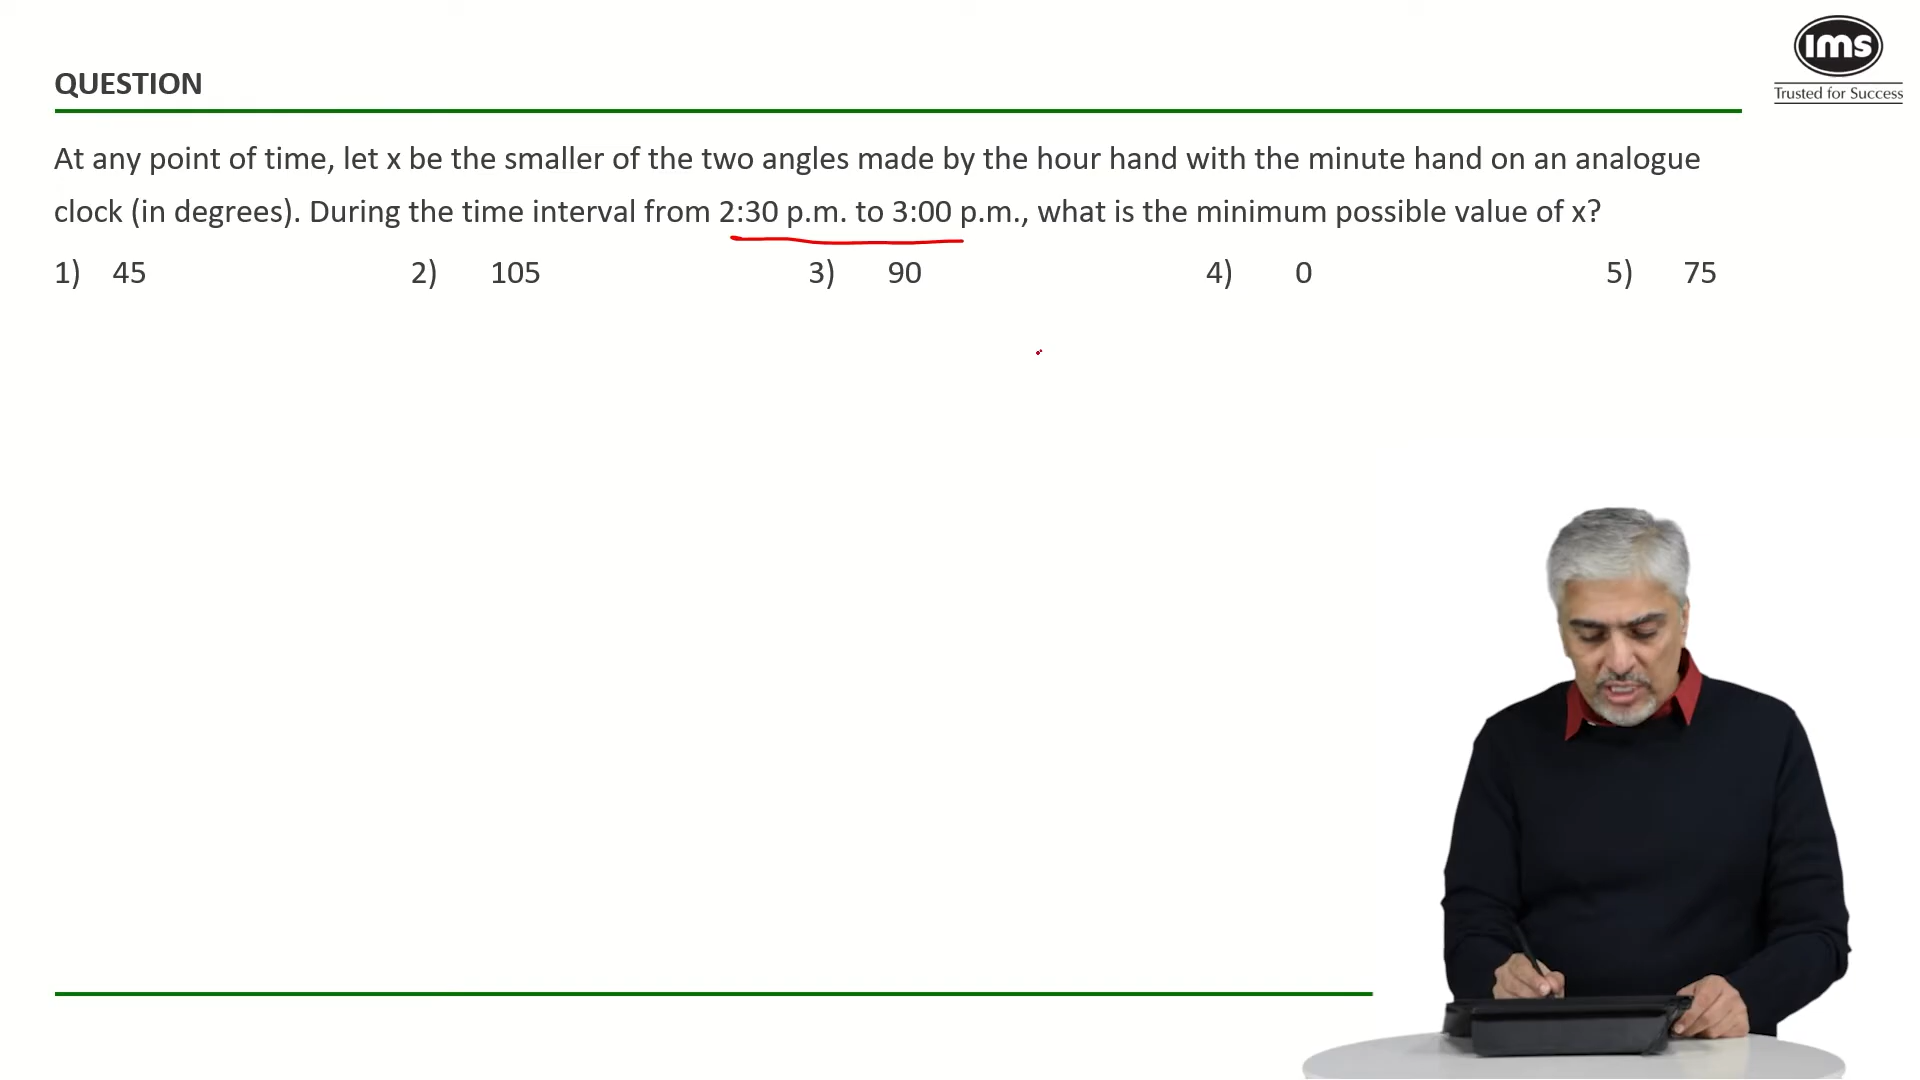 ims
Trusted for Success
QUESTION
At any point of time, let x be the smaller of the two angles made by the hour hand with the minute hand on an analogue
clock (in degrees). During the time interval from 2:30 p.m. to 3:00 p.m., what is the minimum possible value of x?
1) 45 2) 105 3) 90 4) 0 5) 75